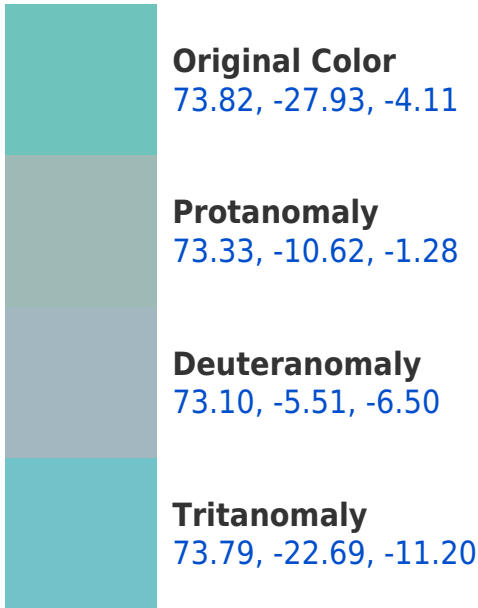 Original Color
73.82, -27.93, -4.11
Protanomaly
73.33, -10.62, -1.28
Deuteranomaly
73.10, -5.51, -6.50
Tritanomaly
73.79, -22.69, -11.20